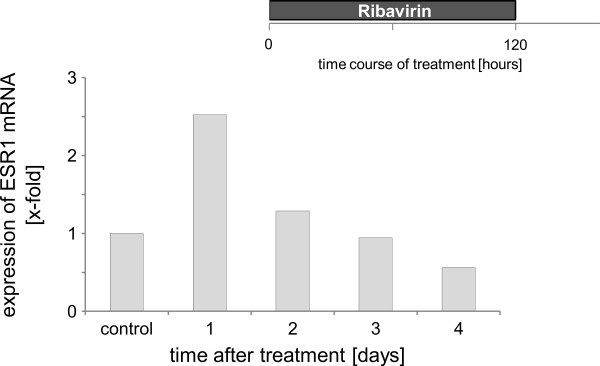 Ribavirin
0 120
time course of treatment [hours]
expression of ESR1 mRNA
[x-fold]
3
2
1
0
control 1 2 3 4
time after treatment [days]